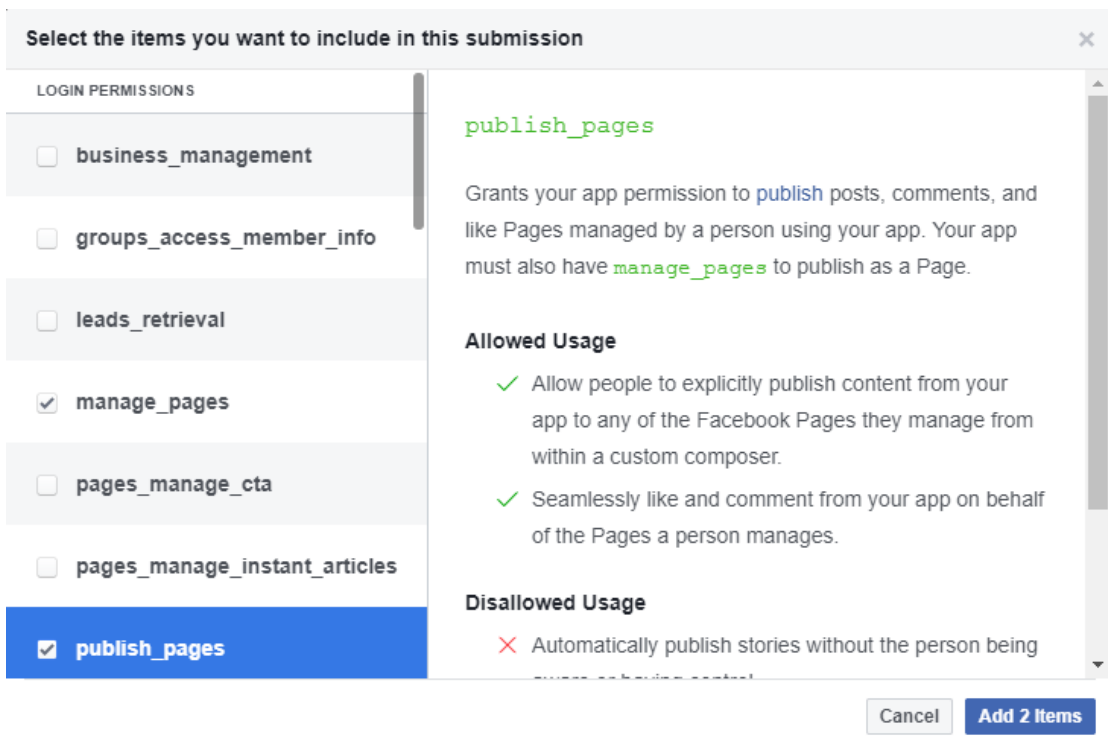 Select the items you want to include in this submission
×
LOGIN PERMISSIONS
business_management
groups_access_member_info
leads_retrieval
manage_pages
pages_manage_cta
pages_manage_instant_articles
publish_pages
publish_pages
Grants your app permission to publish posts, comments, and
like Pages managed by a person using your app. Your app
must also have manage_pages to publish as a Page.
Allowed Usage
Allow people to explicitly publish content from your
app to any of the Facebook Pages they manage from
within a custom composer.
Seamlessly like and comment from your app on behalf
of the Pages a person manages.
Disallowed Usage
Automatically publish stories without the person being
Cancel
Add 2 Items